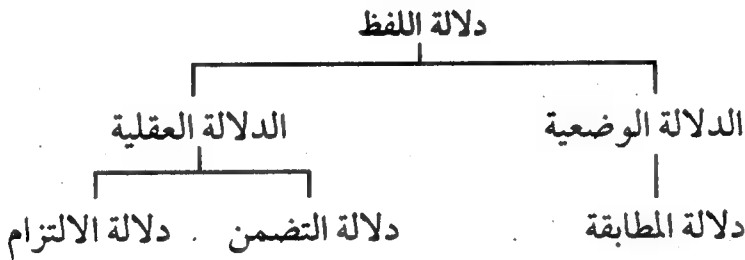 دلالة اللفظ
الدلالة الوضعية الدلالة العقلية
دلالة المطابقة دلالة التضمن دلالة الالتزام